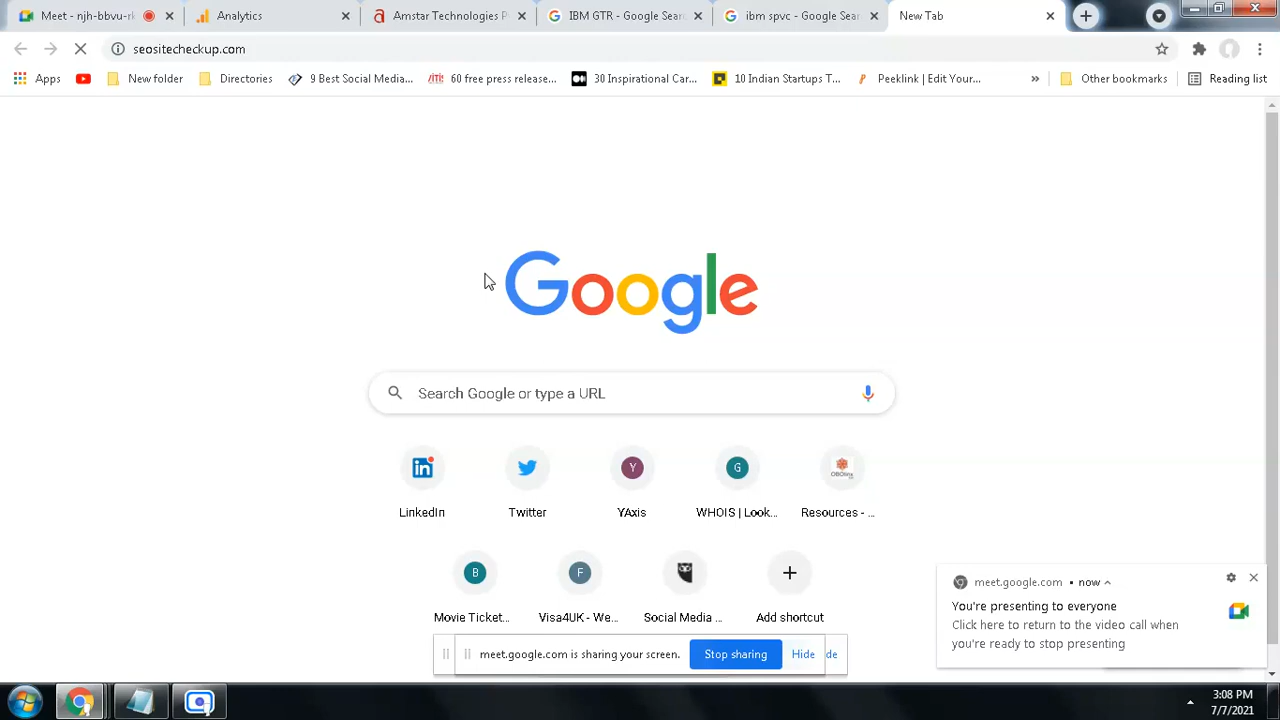 Meet - njh-bbvu-rk
Analytics
Amstar Technologies P
IBM GTR - Google Sear
ibm spvc - Google Sear
New Tab
seositecheckup.com
Apps
New folder
Directories
9 Best Social Media...
60 free press release...
30 Inspirational Car...
10 Indian Startups T...
Peeklink | Edit Your...
»
Other bookmarks
Reading list
Google
Search Google or type a URL
LinkedIn
Twitter
Y
YAxis
G
WHOIS | Look...
OBOlinx
Resources - ...
B
Movie Ticket...
F
Visa4UK - We...
Social Media ...
Add shortcut
meet.google.com • now
You're presenting to everyone
Click here to return to the video call when
you're ready to stop presenting
meet.google.com is sharing your screen.
Stop sharing
Hide
de
3:08 PM
7/7/2021